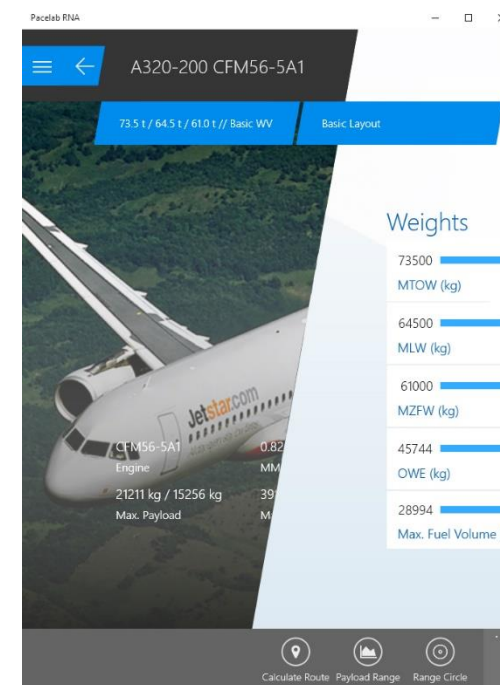 Pacelab RNA
A320-200 CFM56-5A1
73.5 t / 64.5 t / 61.0 t // Basic WV
Basic Layout
Weights
73500
MTOW (kg)
64500
MLW (kg)
61000
MZFW (kg)
45744
OWE (kg)
28994
Max. Fuel Volume
Jetstar.com
CFM56-5A1
0.82
Engine
21211 kg / 15256 kg
Max. Payload
Calculate Route
Payload Range
Range Circle